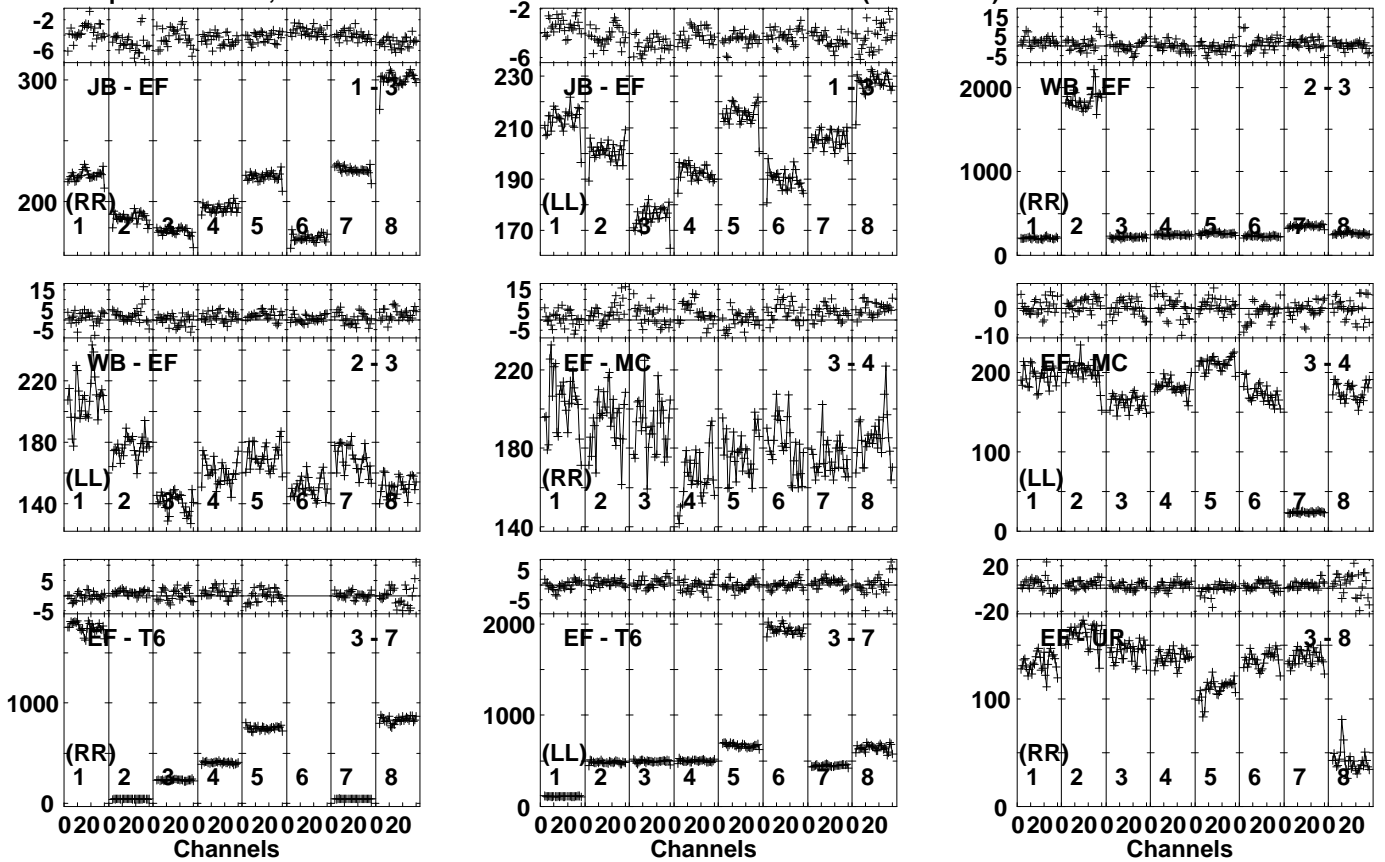 -2 -2 15
5
-6 -6 -5
300 JB - EF 1 - 3 230 JB - EF 1 - 3 2000 WB - EF 2 - 3
210
1000
200 190
(RR) (LL) (RR)
1 2 3 4 5 6 7 8 1 2 3 4 5 6 7 8 1 2 3 4 5 6 7 8
170 0
15 15
5 5 0
-5 -5 -10
WB - EF 2 - 3 EF - MC 3 - 4 EF - MC 3 - 4
220 220 200
180 180 100
(LL) (RR) (LL)
1 2 3 4 5 6 7 8 1 2 3 4 5 6 7 8 1 2 3 4 5 6 7 8
140 140 0
5 5 20
-5 -5 -20
EF - T6 3 - 7 2000 EF - T6 3 - 7 EF - UR 3 - 8
1000 1000 100
(RR) (LL) (RR)
1 2 3 4 5 6 7 8 1 2 3 4 5 6 7 8 1 2 3 4 5 6 7 8
0 0 0
0 20 0 20 0 20 0 20 0 20 0 20 0 20 0 20 0 20 0 20 0 20 0 20 0 20 0 20 0 20 0 20 0 20 0 20 0 20 0 20 0 20 0 20 0 20 0 20
Channels Channels Channels